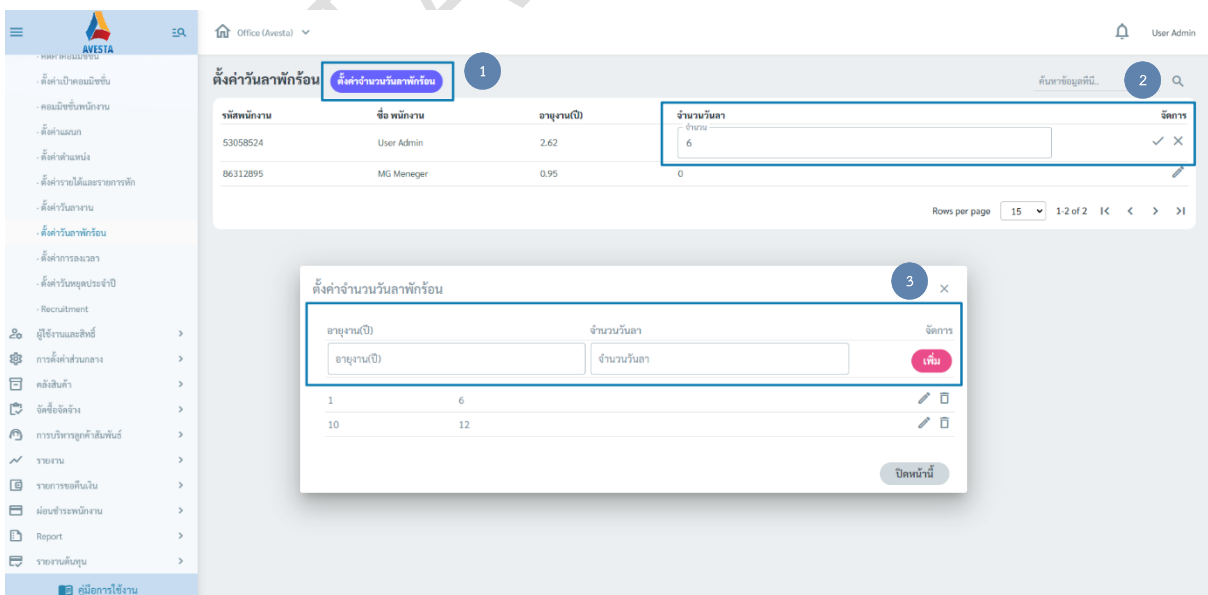 AVESTA
Office (Avesta)
User Admin
- ตั้งค่าเป้าคอมมิชชั่น
- คอมมิชชั่นพนักงาน
- ตั้งค่าแผนก
- ตั้งค่าตำแหน่ง
- ตั้งค่ารายได้และรายการหัก
- ตั้งค่าวันลางาน
- ตั้งค่าวันลาพักร้อน
- ตั้งค่าการลงเวลา
- ตั้งค่าวันหยุดประจำปี
- Recruitment
ผู้ใช้งานและสิทธิ์
การตั้งค่าส่วนกลาง
คลังสินค้า
จัดซื้อจัดจ้าง
การบริหารลูกค้าสัมพันธ์
รายงาน
รายการขอคืนเงิน
ผ่อนชำระพนักงาน
Report
รายงานต้นทุน
คู่มือการใช้งาน
ตั้งค่าวันลาพักร้อน ตั้งค่าจำนวนวันลาพักร้อน 1
ค้นหาข้อมูลที่นี่.. 2
รหัสพนักงาน ชื่อ พนักงาน อายุงาน(ปี) จำนวนวันลา จัดการ
จำนวน
53058524 User Admin 2.62 6
86312895 MG Meneger 0.95 0
Rows per page 15 1-2 of 2
ตั้งค่าจำนวนวันลาพักร้อน 3
อายุงาน(ปี) จำนวนวันลา จัดการ
อายุงาน(ปี) จำนวนวันลา เพิ่ม
1 6
10 12
ปิดหน้านี้